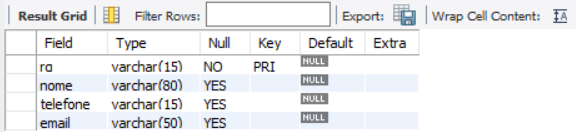 Result Grid Filter Rows: Export: Wrap Cell Content: IA
Field Type Null Key Default Extra
rg varchar(15) NO PRI NULL
nome varchar(80) YES NULL
telefone varchar(15) YES NULL
email varchar(50) YES NULL